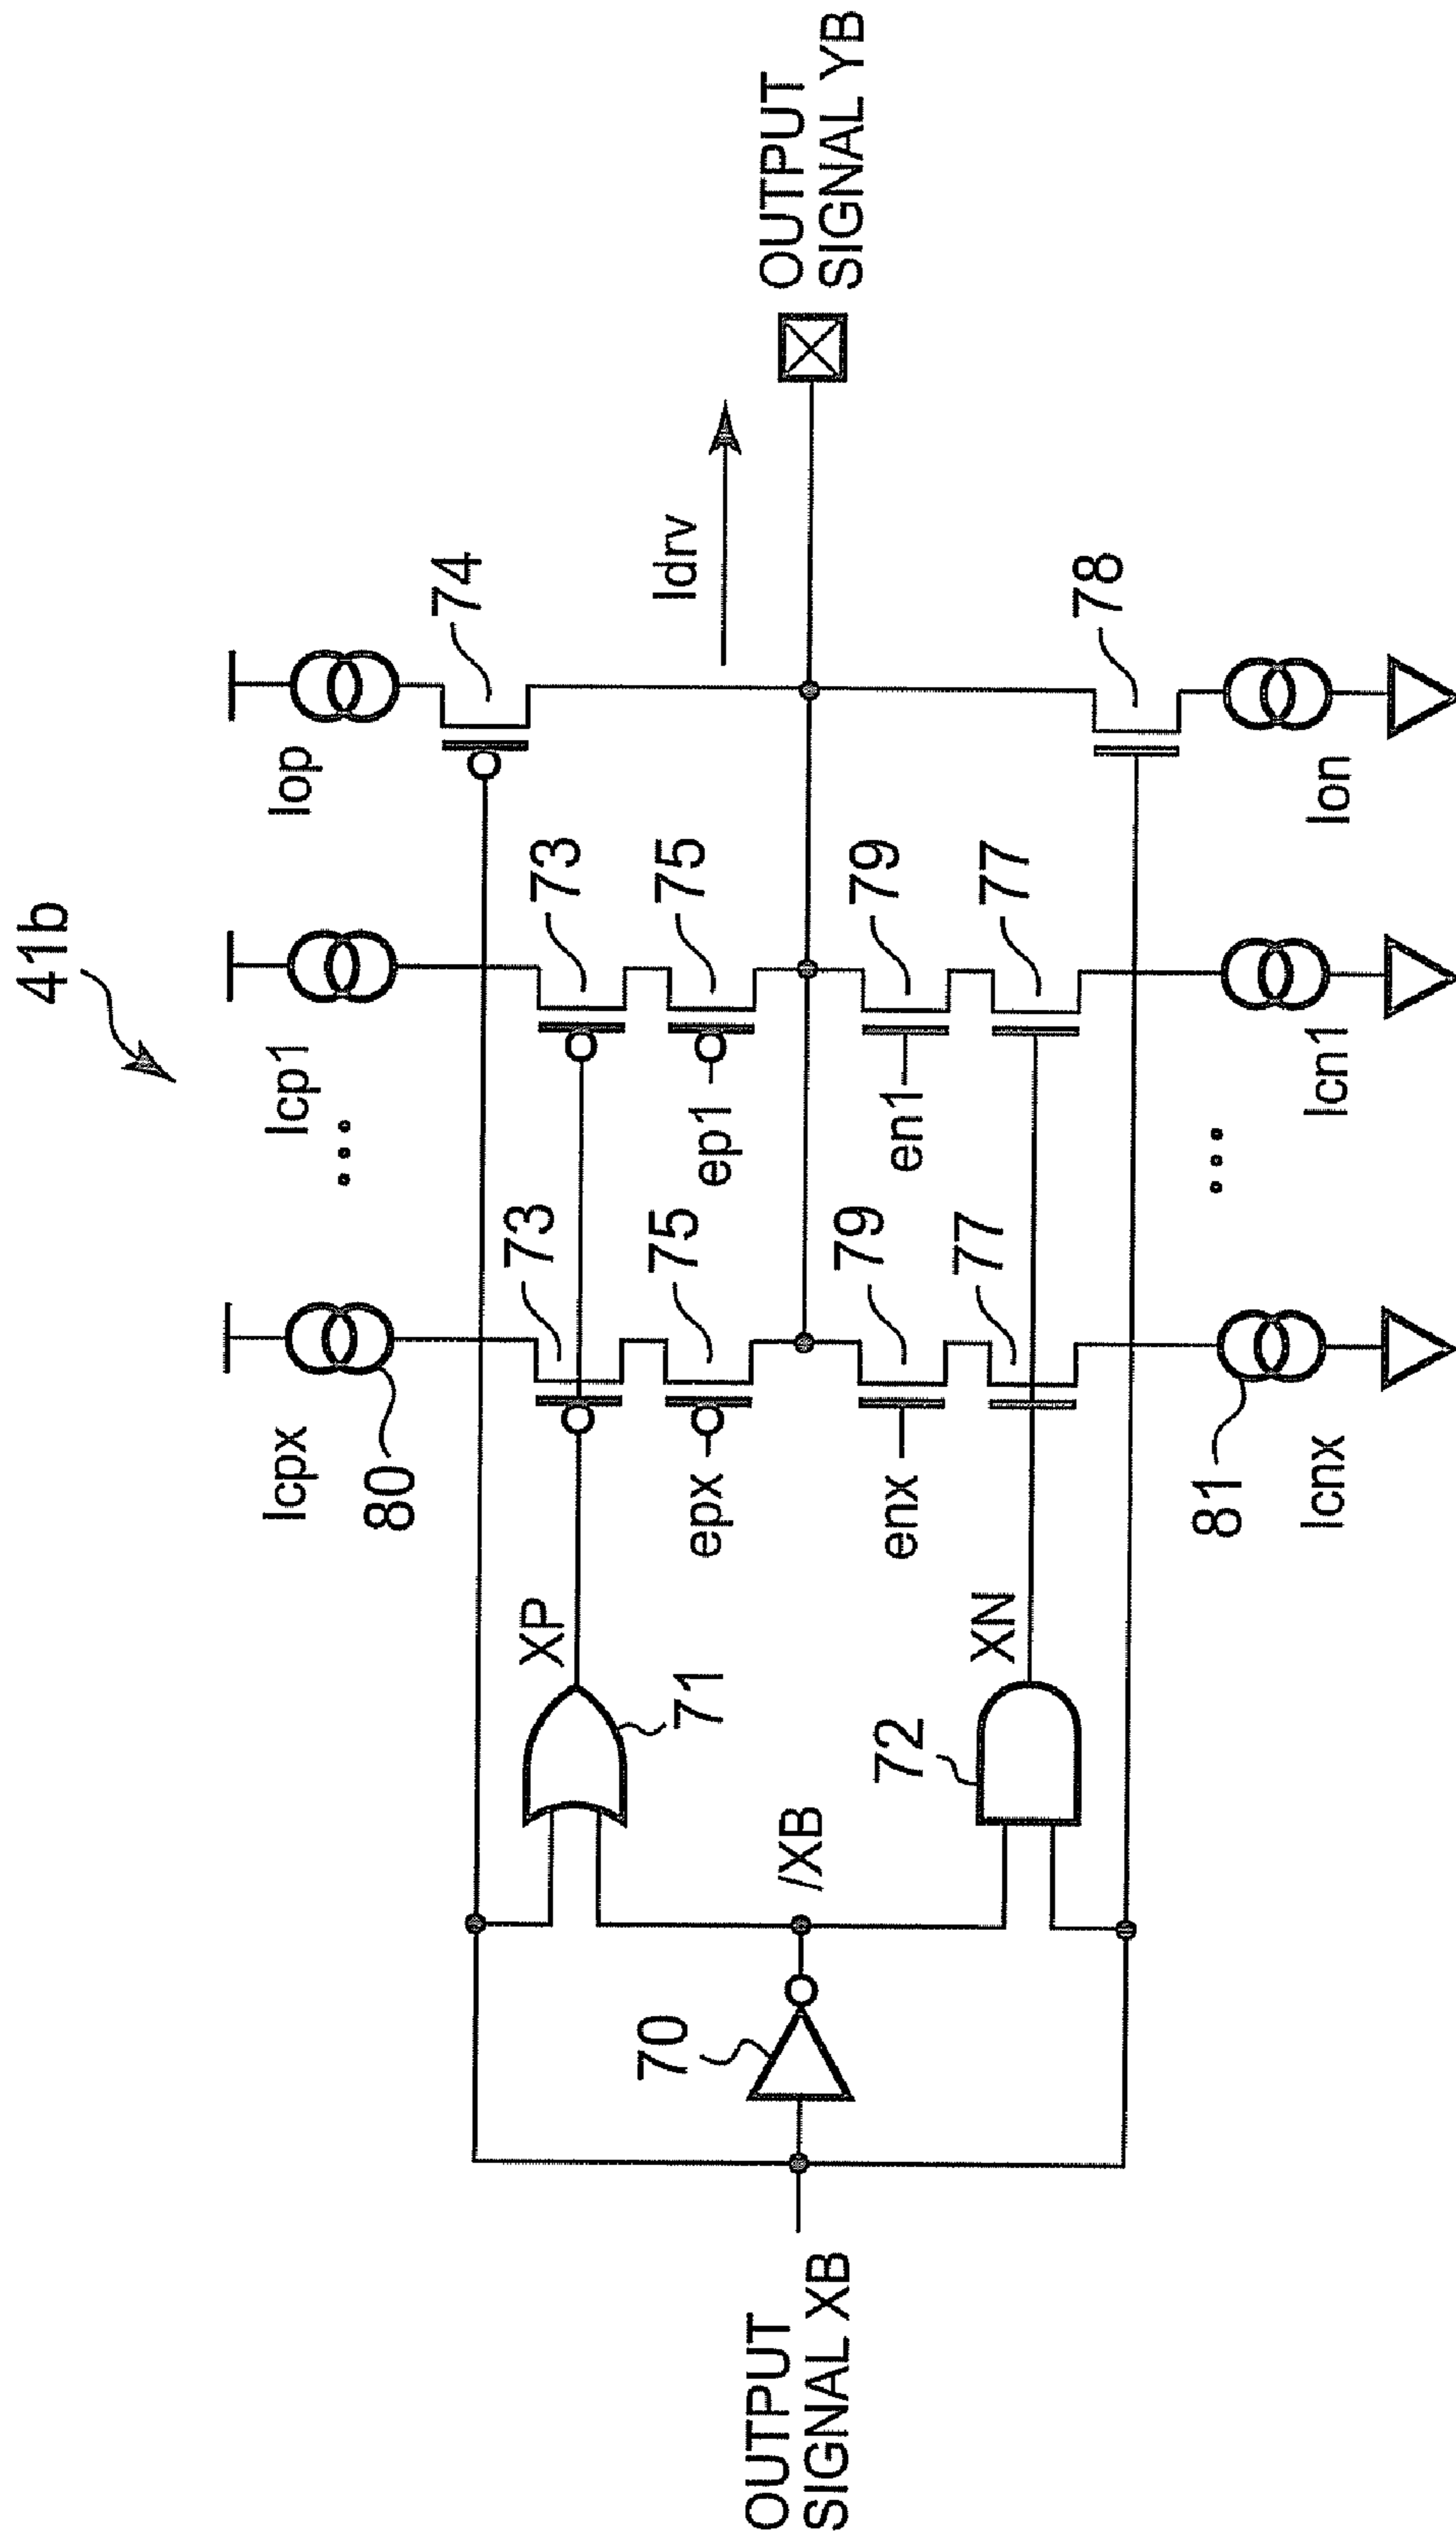 41b
Icpx
Icp1
Iop
80
...
74
73
73
Idrv
XP
75
75
71
epx
ep1
OUTPUT
SIGNAL XB
70
/XB
OUTPUT
SIGNAL YB
79
79
72
enx
en1
XN
77
77
78
81
...
Icnx
Icn1
Ion